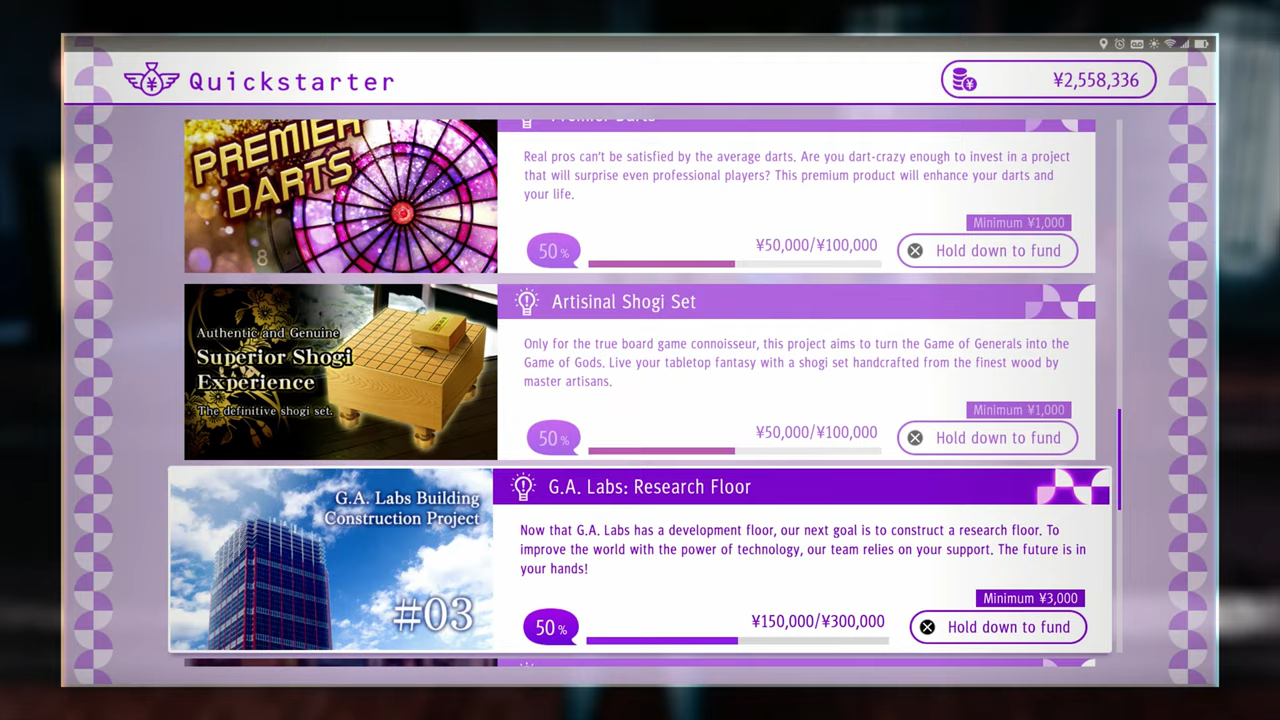 Quickstarter
¥2,558,336
Premier Darts
PREMIER
DARTS
8
Real pros can't be satisfied by the average darts. Are you dart-crazy enough to invest in a project
that will surprise even professional players? This premium product will enhance your darts and
your life.
Minimum ¥1,000
50%
¥50,000/¥100,000
Hold down to fund
Authentic and Genuine
Superior Shogi
Experience
The definitive shogi set.
Artisinal Shogi Set
Only for the true board game connoisseur, this project aims to turn the Game of Generals into the
Game of Gods. Live your tabletop fantasy with a shogi set handcrafted from the finest wood by
master artisans.
Minimum ¥1,000
50%
¥50,000/¥100,000
Hold down to fund
G.A. Labs Building
Construction Project
#03
G.A. Labs: Research Floor
Now that G.A. Labs has a development floor, our next goal is to construct a research floor. To
improve the world with the power of technology, our team relies on your support. The future is in
your hands!
Minimum ¥3,000
50%
¥150,000/¥300,000
Hold down to fund